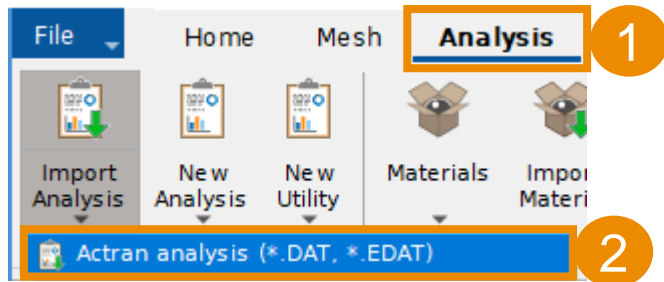 File Home Mesh Analysis 1
Import New New Materials
Analysis Analysis Utility
Actran analysis (*.DAT, *.EDAT) 2